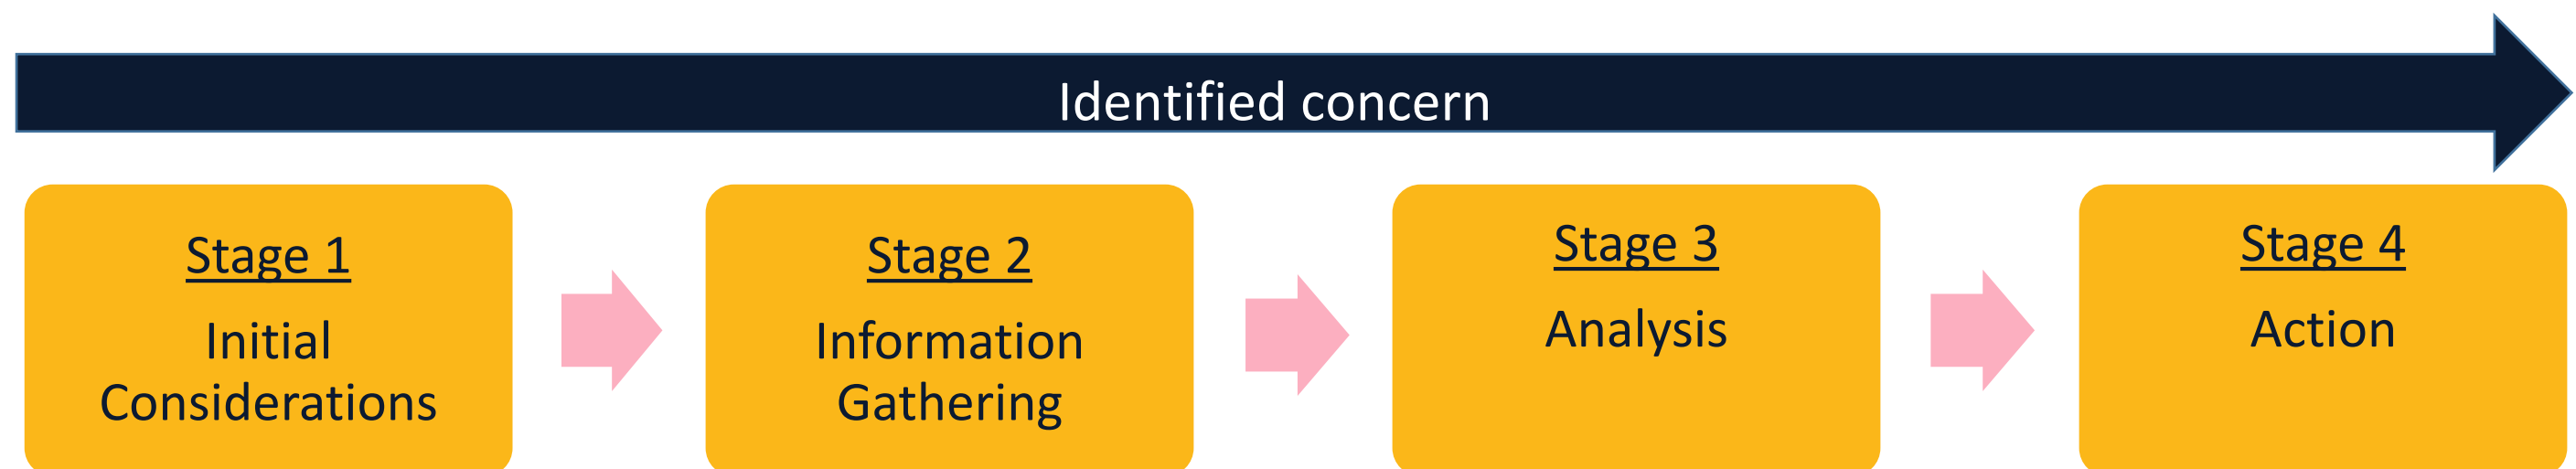 Identified concern
Stage 1
Initial
Considerations
Stage 2
Information
Gathering
Stage 3
Analysis
Stage 4
Action